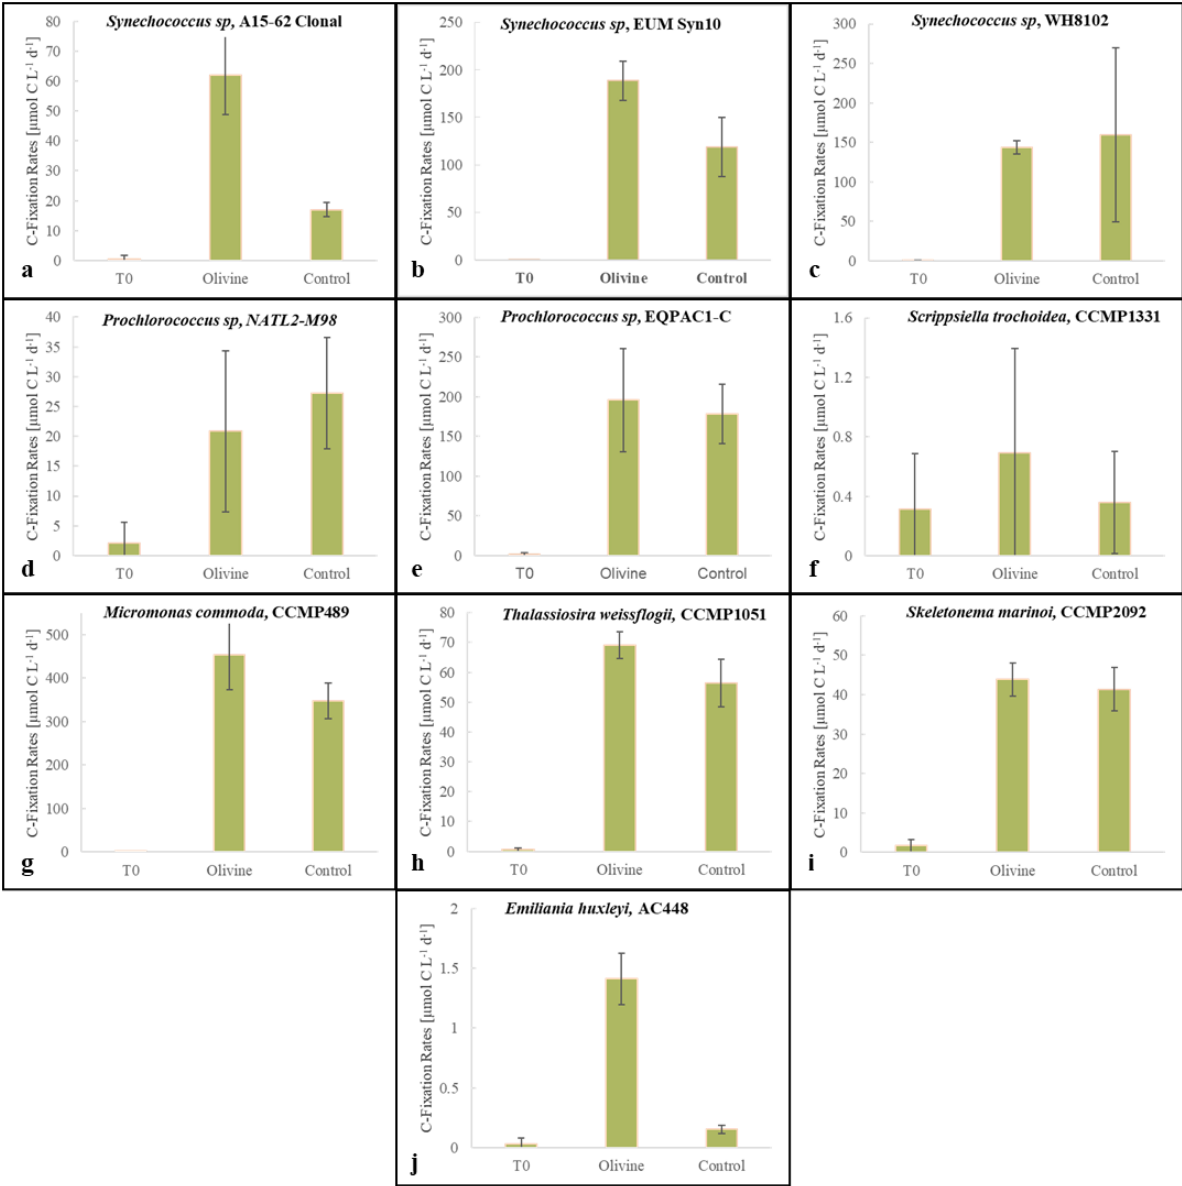 Synechococcus sp, A15-62 Clonal
C-Fixation Rates [µmol C L-1 d-1]
80
70
60
50
40
30
20
10
0
T0 Olivine Control
a
Synechococcus sp, EUM Syn10
C-Fixation Rates [µmol C L-1 d-1]
250
200
150
100
50
0
T0 Olivine Control
b
Synechococcus sp, WH8102
C-Fixation Rates [µmol C L-1 d-1]
300
250
200
150
100
50
0
T0 Olivine Control
c
Prochlorococcus sp, NATL2-M98
C-Fixation Rates [µmol C L-1 d-1]
40
35
30
25
20
15
10
5
0
T0 Olivine Control
d
Prochlorococcus sp, EQPAC1-C
C-Fixation Rates [µmol C L-1 d-1]
300
250
200
150
100
50
0
T0 Olivine Control
e
Scrippsiella trochoidea, CCMP1331
C-Fixation Rates [µmol C L-1 d-1]
1.6
1.2
0.8
0.4
0
T0 Olivine Control
f
Micromonas commoda, CCMP489
C-Fixation Rates [µmol C L-1 d-1]
500
400
300
200
100
0
T0 Olivine Control
g
Thalassiosira weissflogii, CCMP1051
C-Fixation Rates [µmol C L-1 d-1]
80
70
60
50
40
30
20
10
0
T0 Olivine Control
h
Skeletonema marinoi, CCMP2092
C-Fixation Rates [µmol C L-1 d-1]
60
50
40
30
20
10
0
T0 Olivine Control
i
Emiliania huxleyi, AC448
C-Fixation Rates [µmol C L-1 d-1]
2
1.5
1
0.5
0
T0 Olivine Control
j